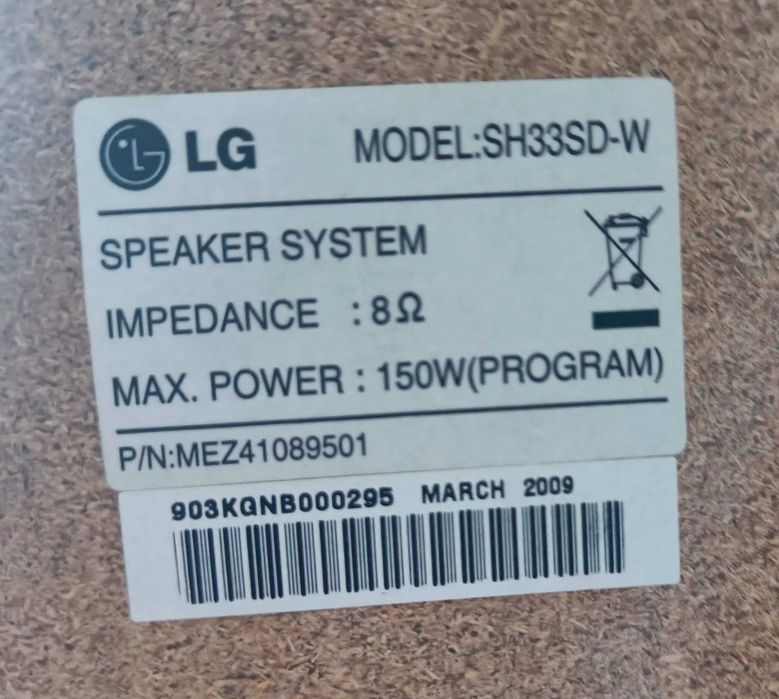 LG MODEL:SH33SD-W
SPEAKER SYSTEM
IMPEDANCE : 8Ω
MAX. POWER : 150W(PROGRAM)
P/N:MEZ41089501
903KQNB000295 MARCH 2009